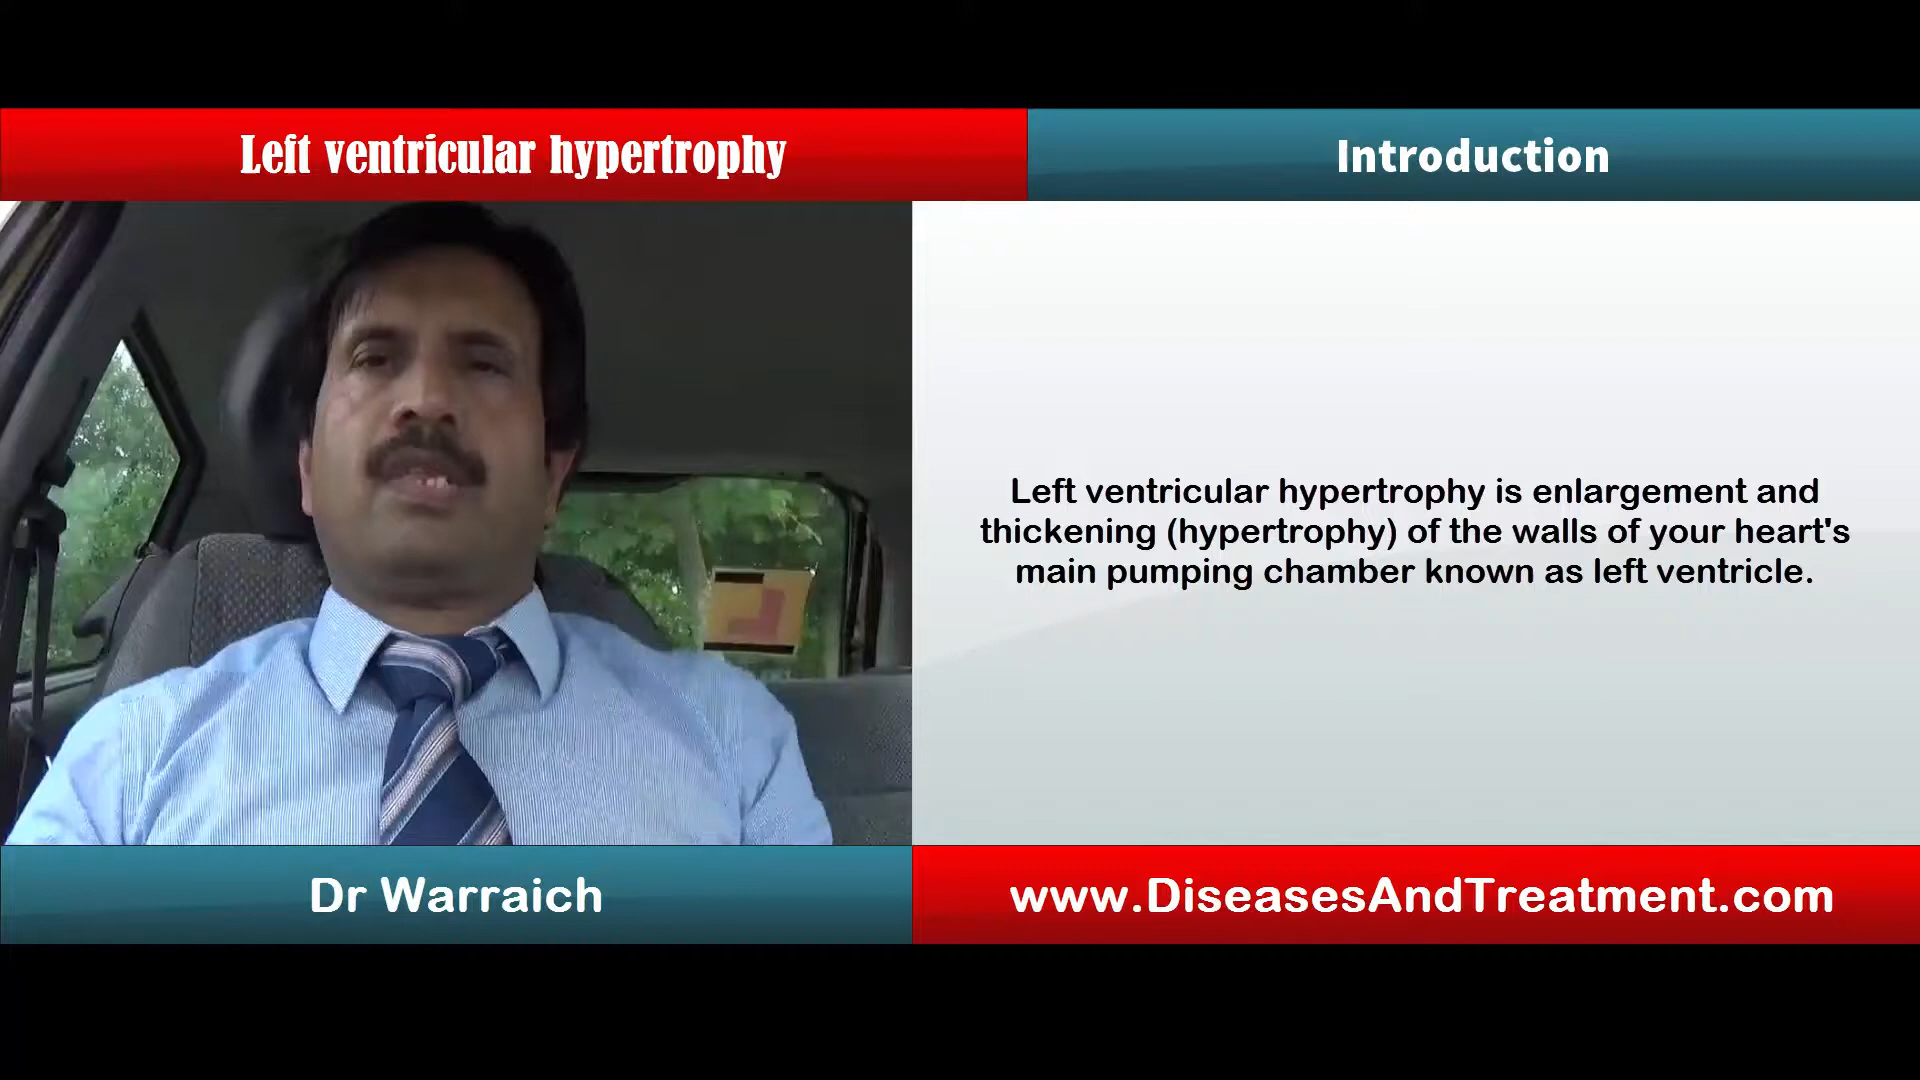 Left ventricular hypertrophy
Introduction
Left ventricular hypertrophy is enlargement and
thickening (hypertrophy) of the walls of your heart's
main pumping chamber known as left ventricle.
Dr Warraich
www.DiseasesAndTreatment.com